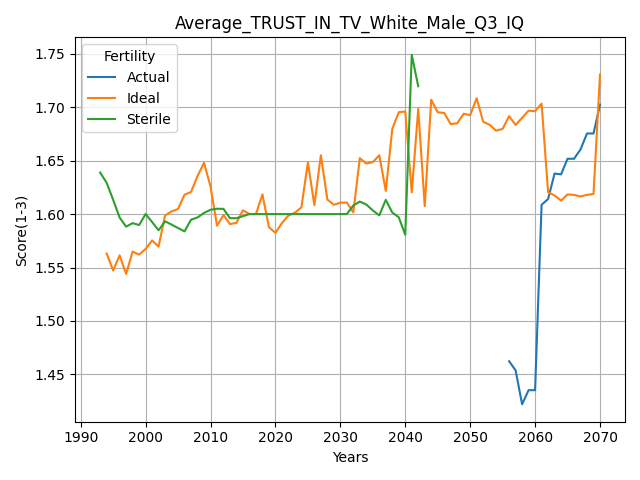 Average_TRUST_IN_TV_White_Male_Q3_IQ
Fertility
Actual
Ideal
Sterile
1.75
1.70
1.65
1.60
1.55
1.50
1.45
Score(1-3)
1990 2000 2010 2020 2030 2040 2050 2060 2070
Years